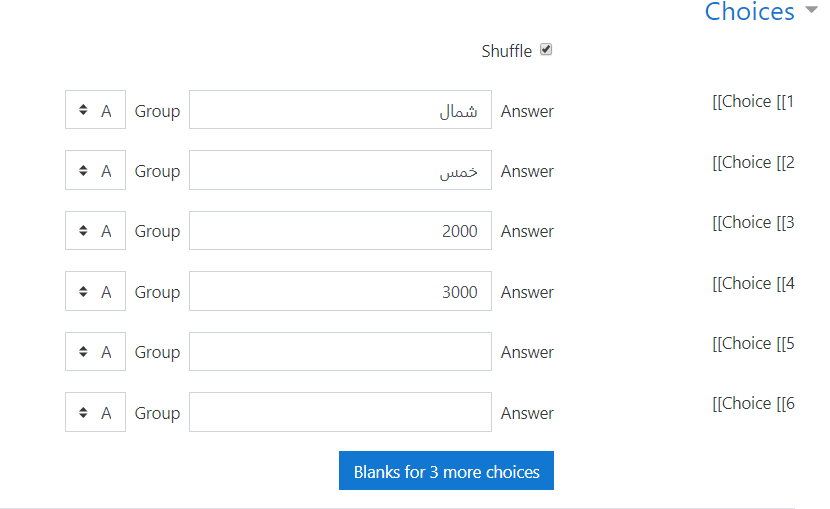 Choices
Shuffle
[[Choice [[1 Answer شمال Group A
[[Choice [[2 Answer خمس Group A
[[Choice [[3 Answer 2000 Group A
[[Choice [[4 Answer 3000 Group A
[[Choice [[5 Answer Group A
[[Choice [[6 Answer Group A
Blanks for 3 more choices